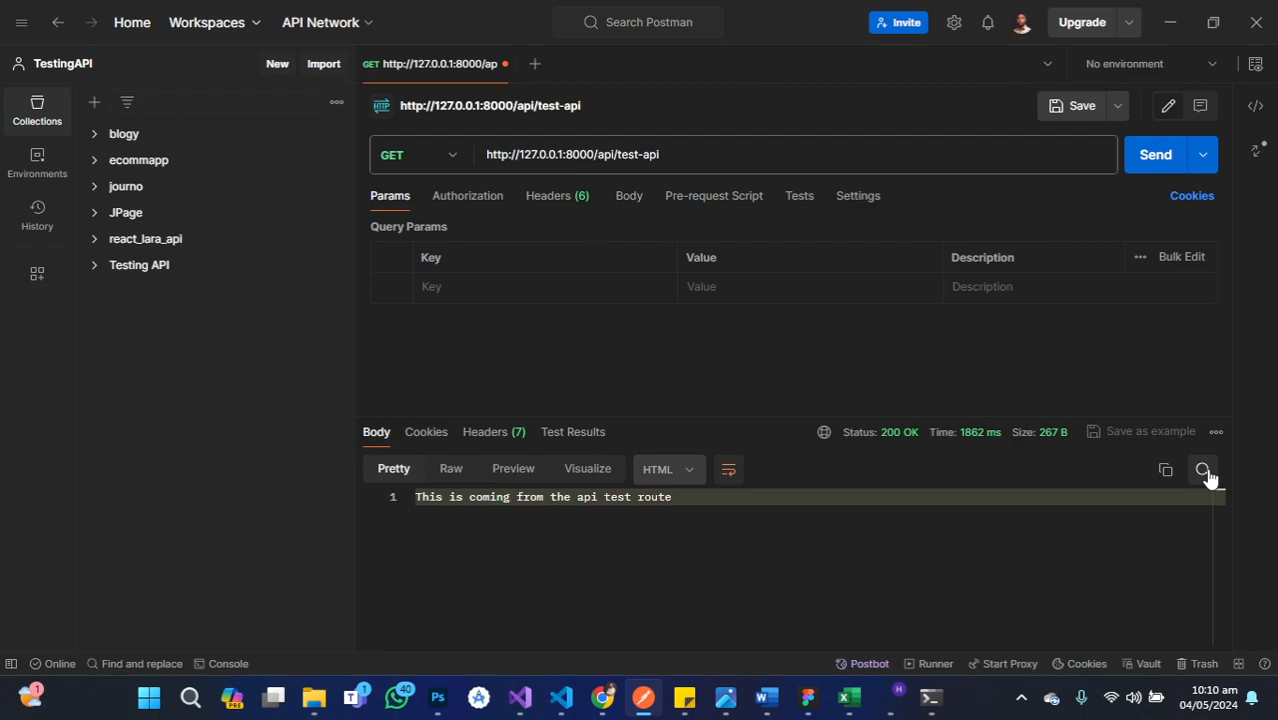 Home Workspaces API Network Search Postman Invite Upgrade
TestingAPI New Import GET http://127.0.0.1:8000/ap No environment
Collections
Environments
History
blogy
ecommapp
journo
JPage
react_lara_api
Testing API
HTTP http://127.0.0.1:8000/api/test-api Save
GET http://127.0.0.1:8000/api/test-api Send
Params Authorization Headers (6) Body Pre-request Script Tests Settings Cookies
Query Params
Key Value Description Bulk Edit
Key Value Description
Body Cookies Headers (7) Test Results Status: 200 OK Time: 1862 ms Size: 267 B Save as example
Pretty Raw Preview Visualize HTML
1 This is coming from the api test route
Online Find and replace Console Postbot Runner Start Proxy Cookies Vault Trash
1 PRE 1 40 10:10 am
04/05/2024